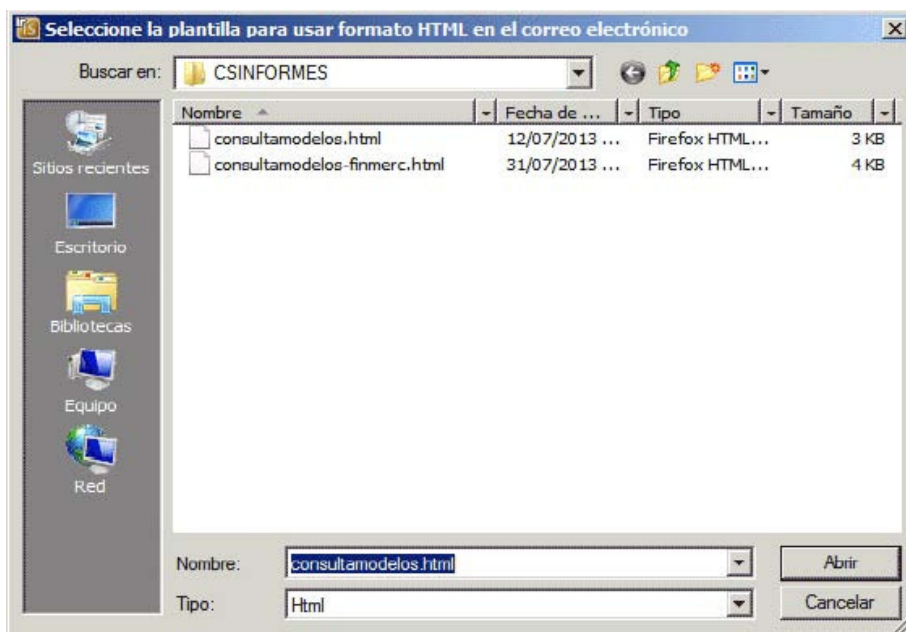 Seleccione la plantilla para usar formato HTML en el correo electrónico
Buscar en: CSINFORMES
Nombre Fecha de ... Tipo Tamaño
consultamodelos.html 12/07/2013 ... Firefox HTML... 3 KB
consultamodelos-finmerc.html 31/07/2013 ... Firefox HTML... 4 KB
Sitios recientes
Escritorio
Bibliotecas
Equipo
Red
Nombre: consultamodelos.html Abrir
Tipo: Html Cancelar